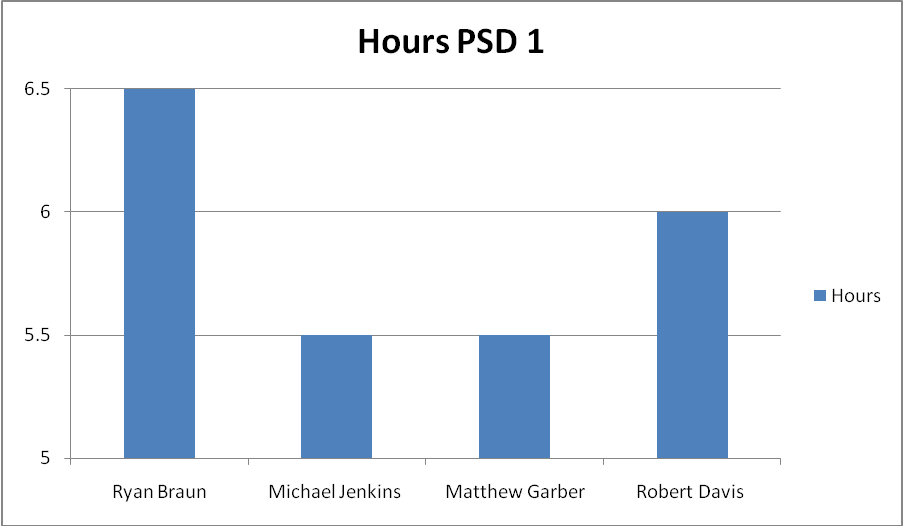 Hours PSD 1
6.5
6
5.5
5
Ryan Braun
Michael Jenkins
Matthew Garber
Robert Davis
Hours